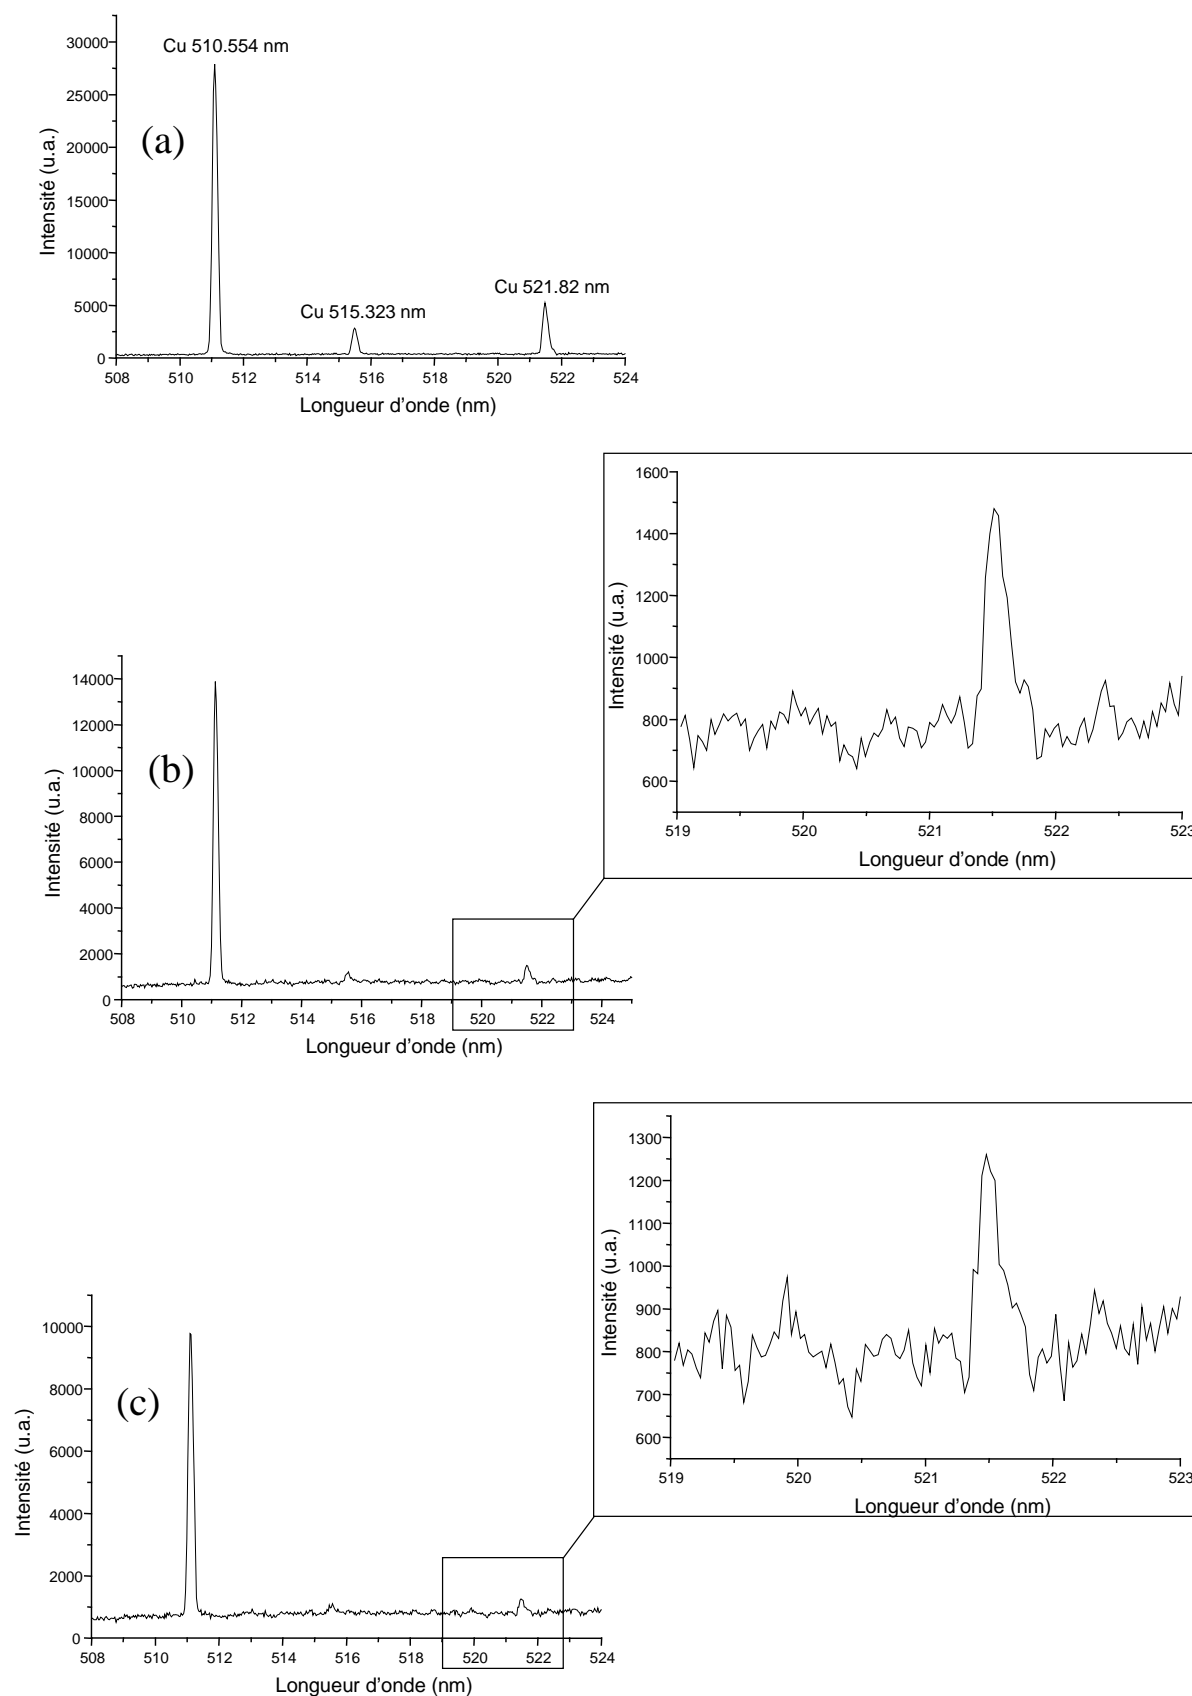 Cu 510.554 nm
Cu 515.323 nm
Cu 521.82 nm
(a)
Intensité (u.a.)
30000
25000
20000
15000
10000
5000
0
508 510 512 514 516 518 520 522 524
Longueur d'onde (nm)
1600
1400
1200
1000
800
600
Intensité (u.a.)
519 520 521 522 523
Longueur d'onde (nm)
(b)
Intensité (u.a.)
14000
12000
10000
8000
6000
4000
2000
0
508 510 512 514 516 518 520 522 524
Longueur d'onde (nm)
1300
1200
1100
1000
900
800
700
600
Intensité (u.a.)
519 520 521 522 523
Longueur d'onde (nm)
(c)
Intensité (u.a.)
10000
8000
6000
4000
2000
0
508 510 512 514 516 518 520 522 524
Longueur d'onde (nm)